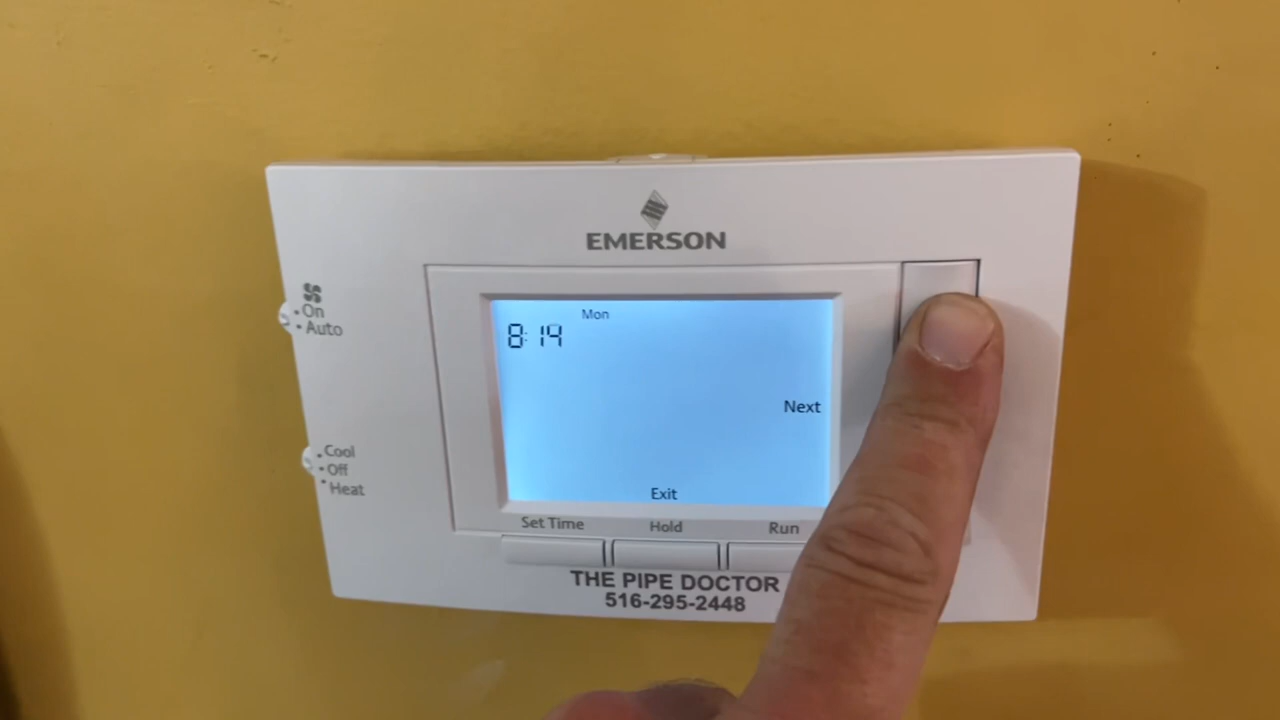 EMERSON
On
Auto
Mon
8:14
Next
Cool
Off
Heat
Exit
Set Time
Hold
Run
THE PIPE DOCTOR
516-295-2448